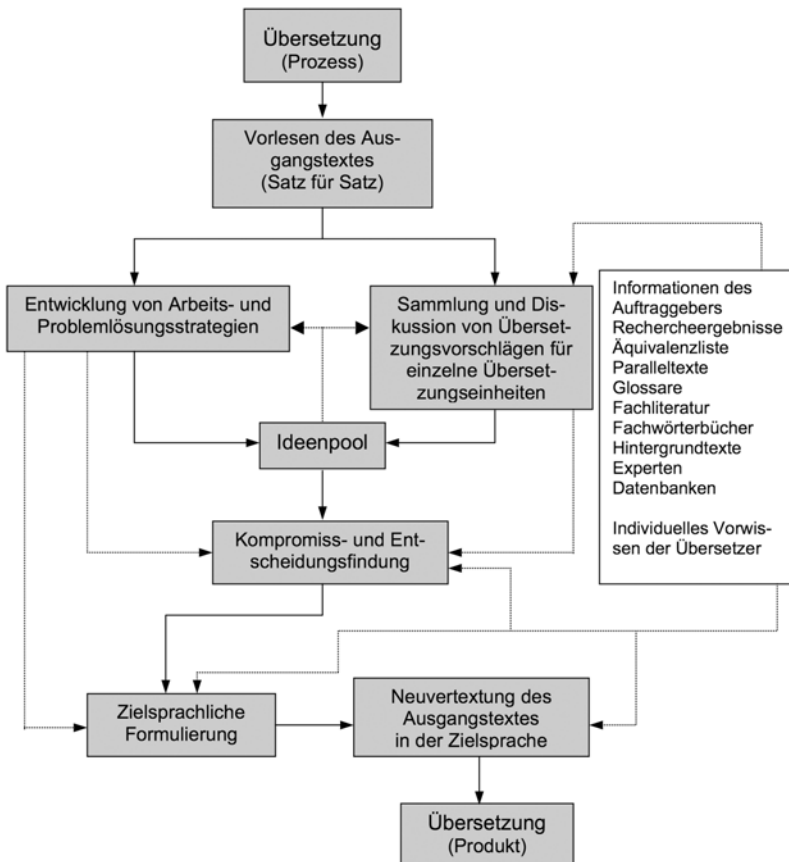 Übersetzung
(Prozess)
Vorlesen des Aus-
gangstextes
(Satz für Satz)
Entwicklung von Arbeits- und
Problemlösungsstrategien
Sammlung und Dis-
kussion von Überset-
zungsvorschlägen für
einzelne Überset-
zungseinheiten
Informationen des
Auftraggebers
Rechercheergebnisse
Äquivalenzliste
Paralleltexte
Glossare
Fachliteratur
Fachwörterbücher
Hintergrundtexte
Experten
Datenbanken
Individuelles Vorwis-
sen der Übersetzer
Ideenpool
Kompromiss- und Ent-
scheidungsfindung
Zielsprachliche
Formulierung
Neuvertextung des
Ausgangstextes
in der Zielsprache
Übersetzung
(Produkt)